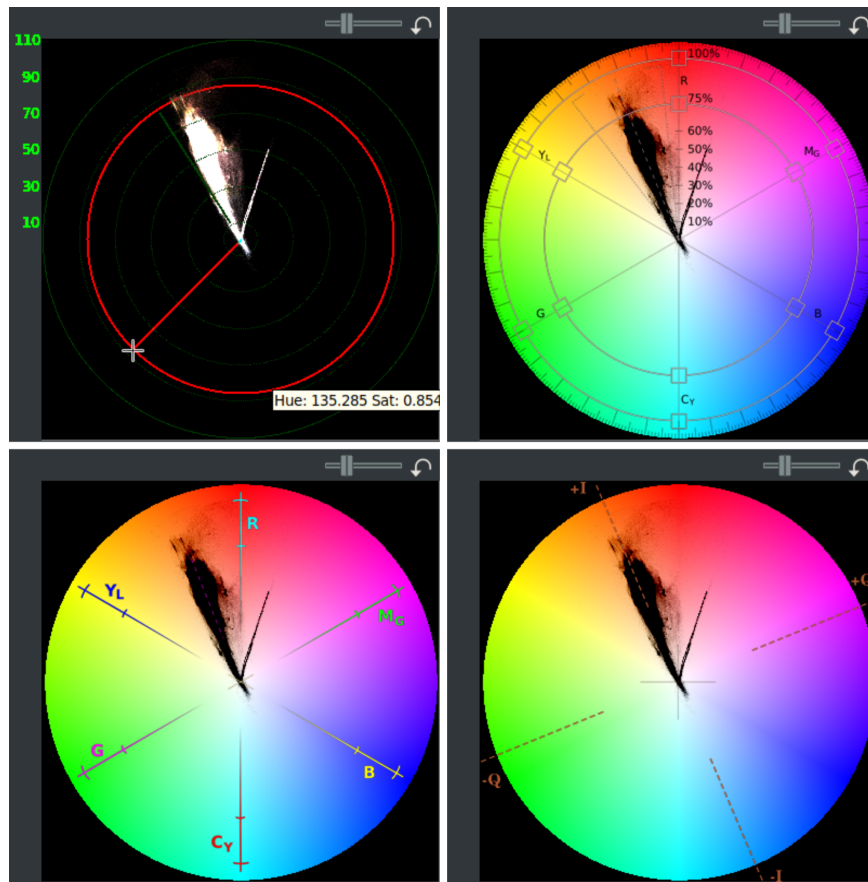 110
90
70
50
30
10
Hue: 135.285 Sat: 0.854
100%
R
75%
60%
50%
40%
30%
20%
10%
YL
MG
G
B
CY
R
YL
MG
G
B
CY
+I
+Q
-Q
-I